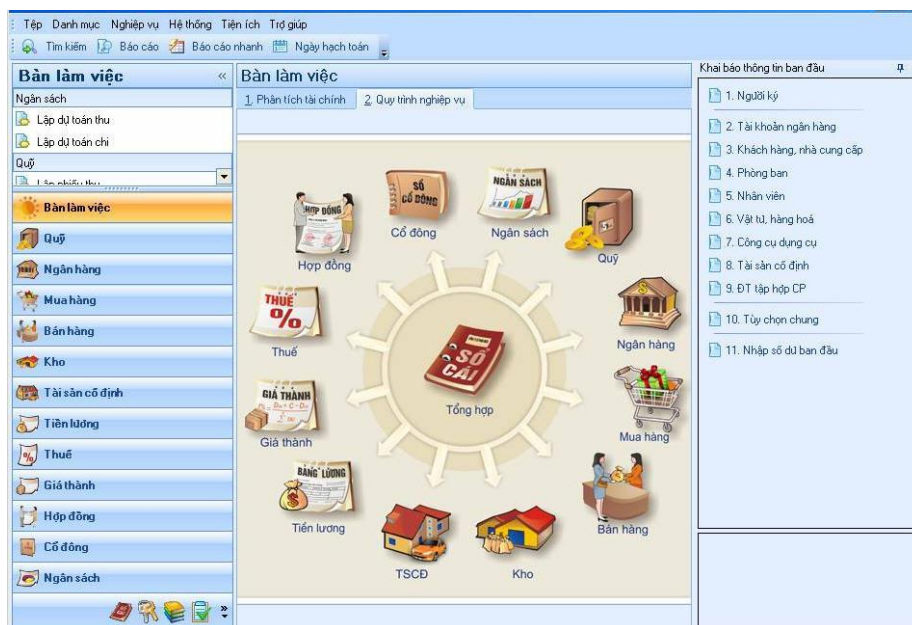 Tệp Danh mục Nghiệp vụ Hệ thống Tiện ích Trợ giúp
Tìm kiếm Báo cáo Báo cáo nhanh Ngày hạch toán
Bàn làm việc
Ngân sách
Lập dự toán thu
Lập dự toán chi
Quỹ
Lập phiếu thu
Bàn làm việc
Quỹ
Ngân hàng
Mua hàng
Bán hàng
Kho
Tài sản cố định
Tiền lương
Thuế
Giá thành
Hợp đồng
Cổ đông
Ngân sách
Bàn làm việc
1. Phân tích tài chính 2. Quy trình nghiệp vụ
HỢP ĐỒNG
Hợp đồng
SỔ CỔ ĐÔNG
Cổ đông
NGÂN SÁCH
Ngân sách
Quỹ
THUẾ
%
Thuế
Ngân hàng
SỔ CÁI
Tổng hợp
GIÁ THÀNH
Giá thành
Mua hàng
BẢNG LƯƠNG
Tiền lương
Bán hàng
TSCĐ
Kho
Khai báo thông tin ban đầu
1. Người ký
2. Tài khoản ngân hàng
3. Khách hàng, nhà cung cấp
4. Phòng ban
5. Nhân viên
6. Vật tư, hàng hoá
7. Công cụ dụng cụ
8. Tài sản cố định
9. ĐT tập hợp CP
10. Tùy chọn chung
11. Nhập số dư ban đầu